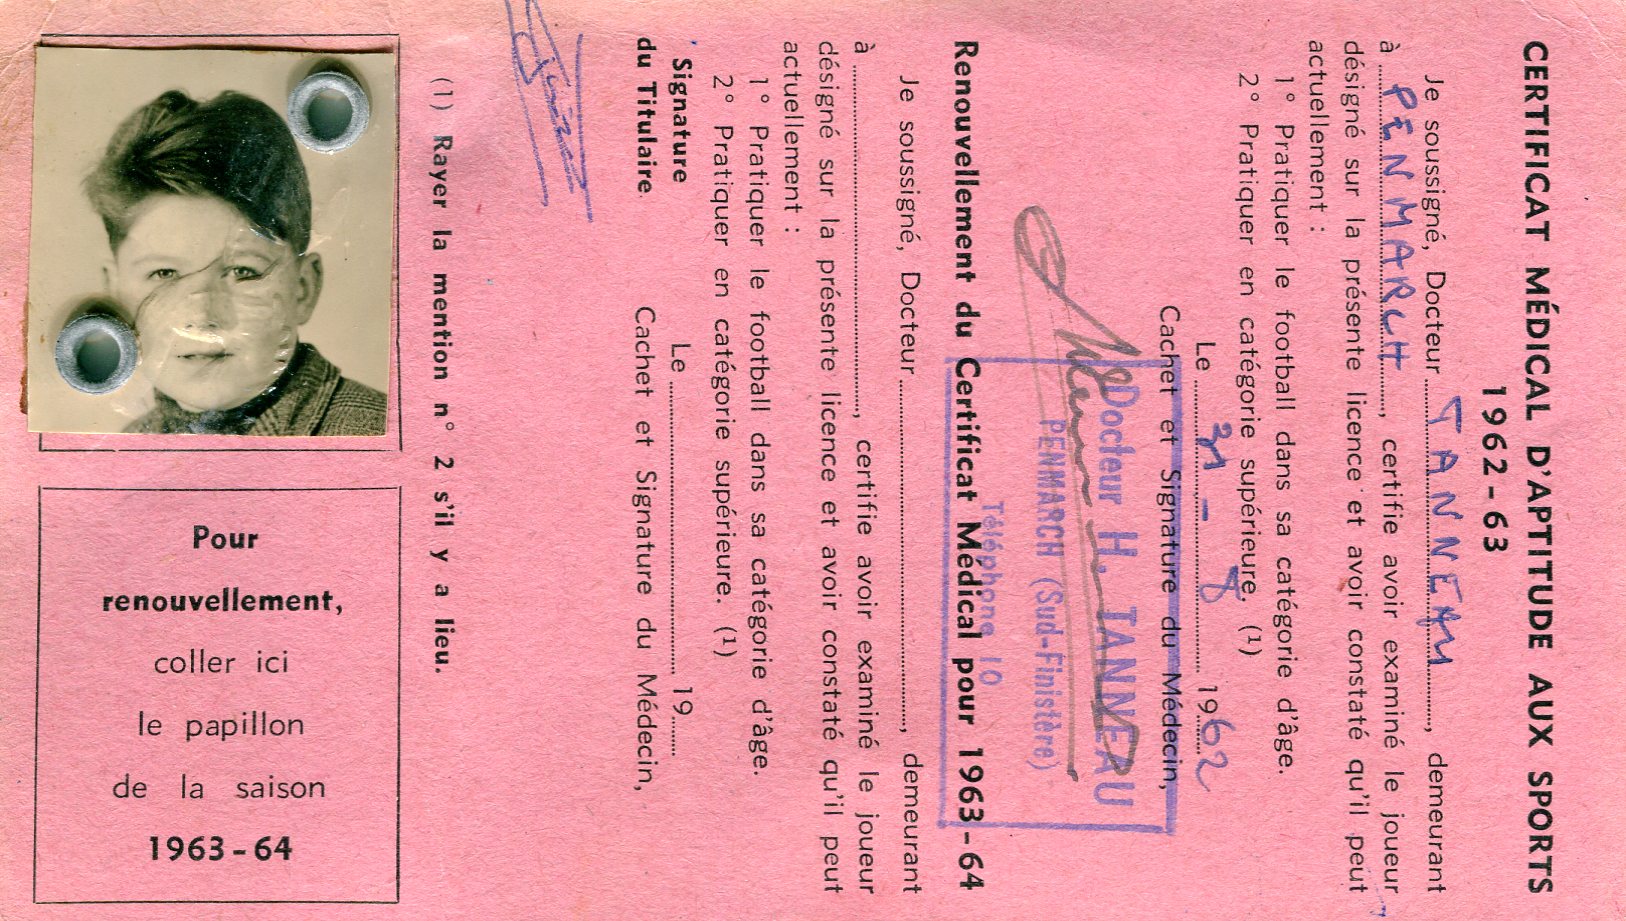 CERTIFICAT MÉDICAL D'APTITUDE AUX SPORTS
1962-63
Je soussigné, Docteur TANNEAU, demeurant
à PENMARCH, certifie avoir examiné le joueur
désigné sur la présente licence et avoir constaté qu'il peut
actuellement :
1° Pratiquer le football dans sa catégorie d'âge.
2° Pratiquer en catégorie supérieure. (1)
Le 31 - 8 1962
Cachet et Signature du Médecin,
Docteur H. TANNEAU
PENMARCH (Sud-Finistère)
Téléphone 10
Renouvellement du Certificat Médical pour 1963-64
Je soussigné, Docteur ............, demeurant
à ............, certifie avoir examiné le joueur
désigné sur la présente licence et avoir constaté qu'il peut
actuellement :
1° Pratiquer le football dans sa catégorie d'âge.
2° Pratiquer en catégorie supérieure. (1)
Le ............ 19......
Cachet et Signature du Médecin,
Signature
du Titulaire
(1) Rayer la mention n° 2 s'il y a lieu.
Pour
renouvellement,
coller ici
le papillon
de la saison
1963-64